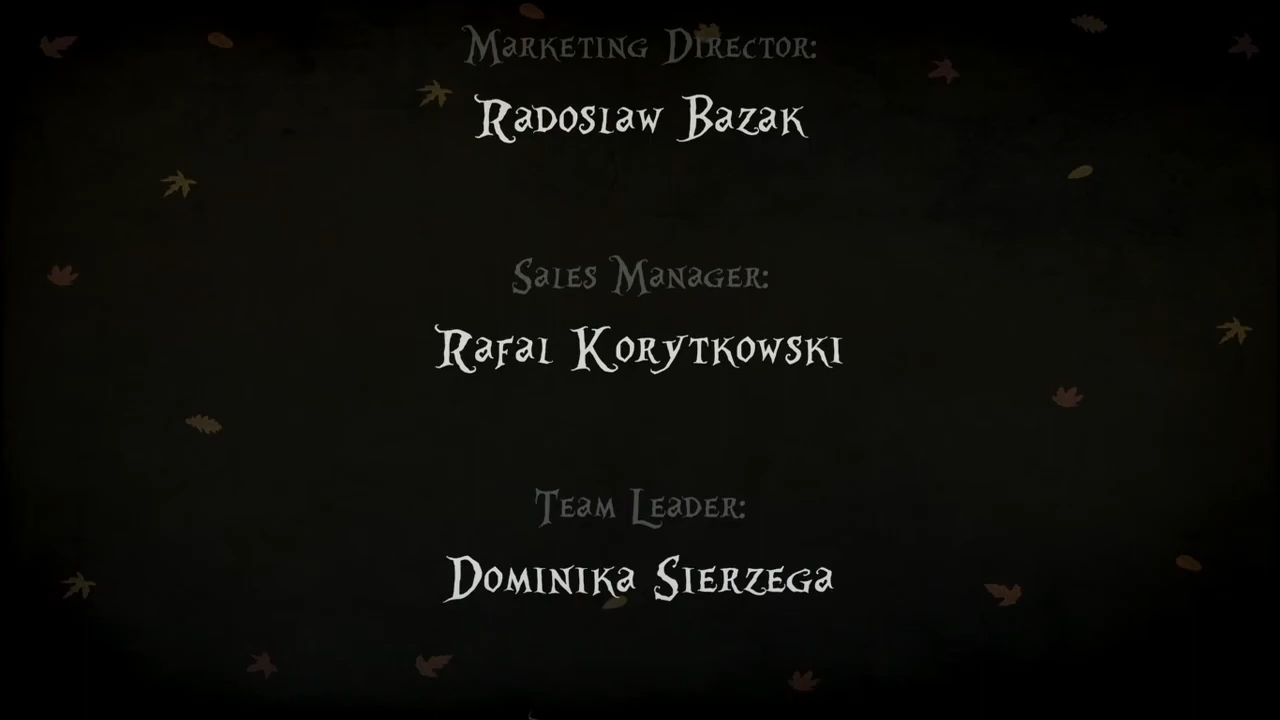 Marketing Director:
Radoslaw Bazak
Sales Manager:
Rafal Korytkowski
Team Leader:
Dominika Sierzega